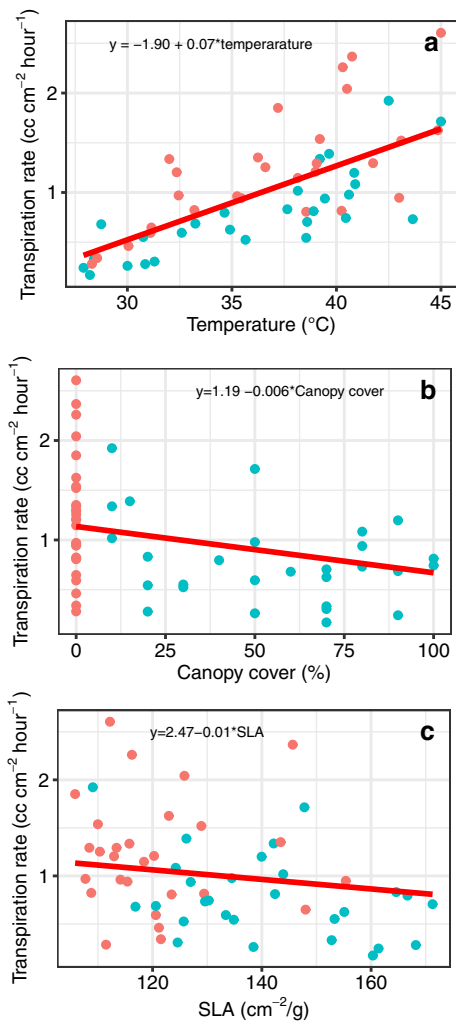 y = −1.90 + 0.07*temperarature
a
Transpiration rate (cc cm⁻² hour⁻¹)
2
1
30
35
40
45
Temperature (°C)
y=1.19 −0.006*Canopy cover
b
Transpiration rate (cc cm⁻² hour⁻¹)
2
1
0
25
50
75
100
Canopy cover (%)
y=2.47−0.01*SLA
c
Transpiration rate (cc cm⁻² hour⁻¹)
2
1
0
120
140
160
SLA (cm⁻²/g)